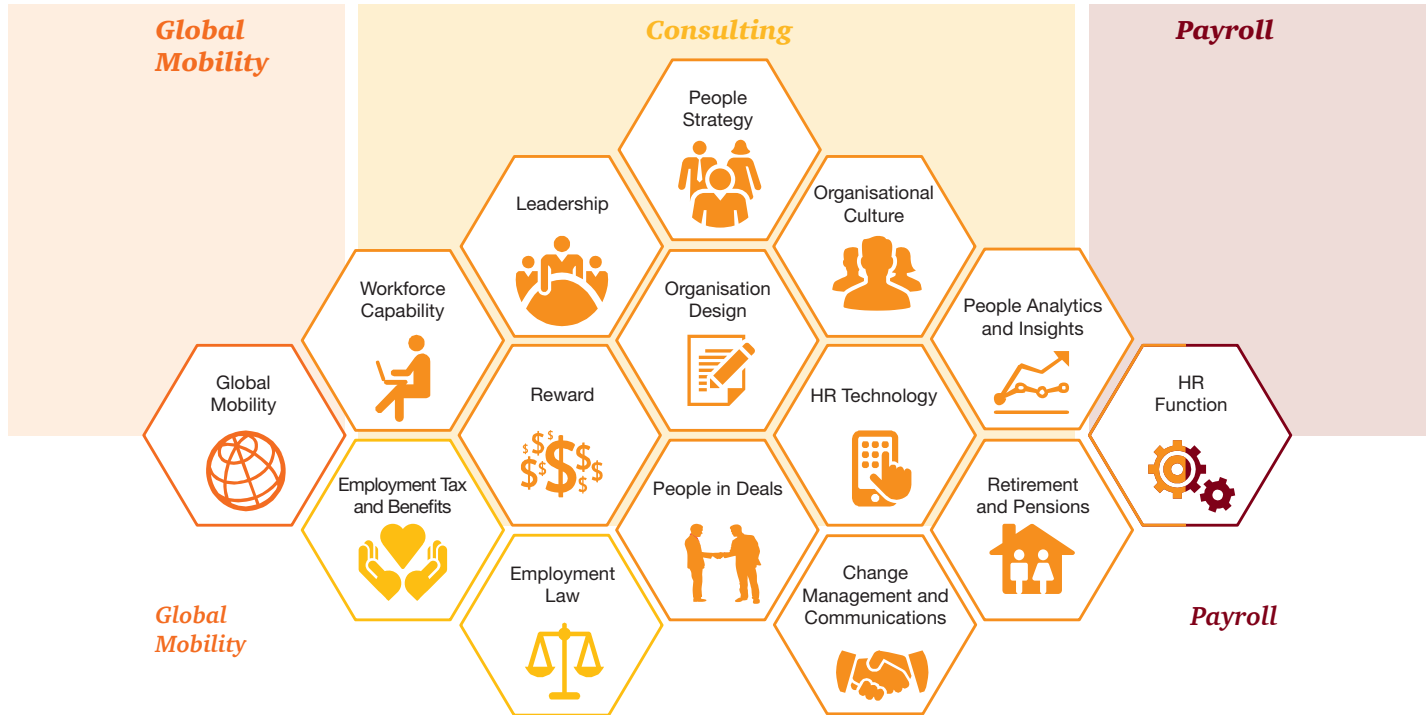 Global
Mobility
Consulting
Payroll
People
Strategy
Leadership
Organisational
Culture
Workforce
Capability
Organisation
Design
People Analytics
and Insights
Global
Mobility
Reward
HR Technology
HR
Function
Employment Tax
and Benefits
People in Deals
Retirement
and Pensions
Employment
Law
Change
Management and
Communications
Global
Mobility
Payroll